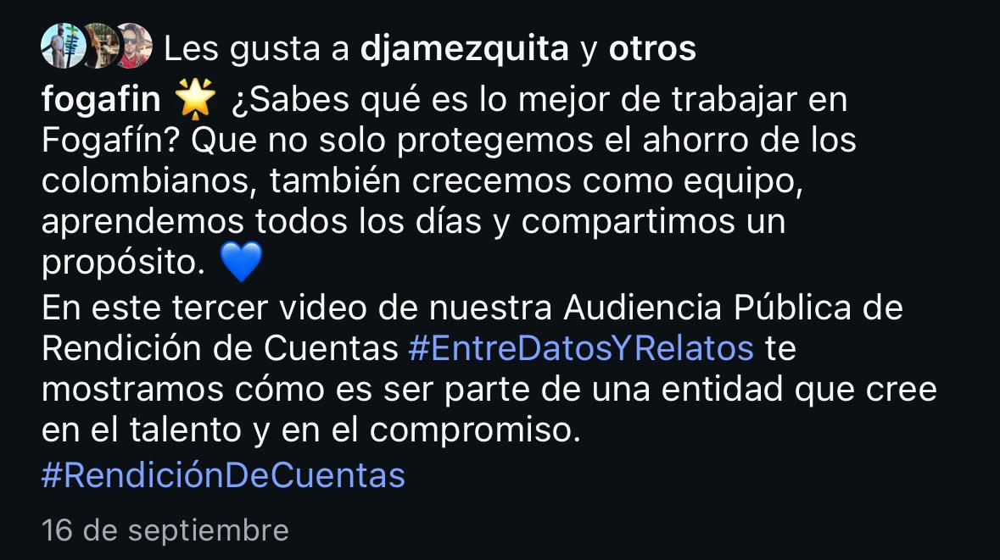 Les gusta a djamezquita y otros
fogafin 🌟 ¿Sabes qué es lo mejor de trabajar en
Fogafín? Que no solo protegemos el ahorro de los
colombianos, también crecemos como equipo,
aprendemos todos los días y compartimos un
propósito. 💙
En este tercer video de nuestra Audiencia Pública de
Rendición de Cuentas #EntreDatosYRelatos te
mostramos cómo es ser parte de una entidad que cree
en el talento y en el compromiso.
#RendiciónDeCuentas
16 de septiembre